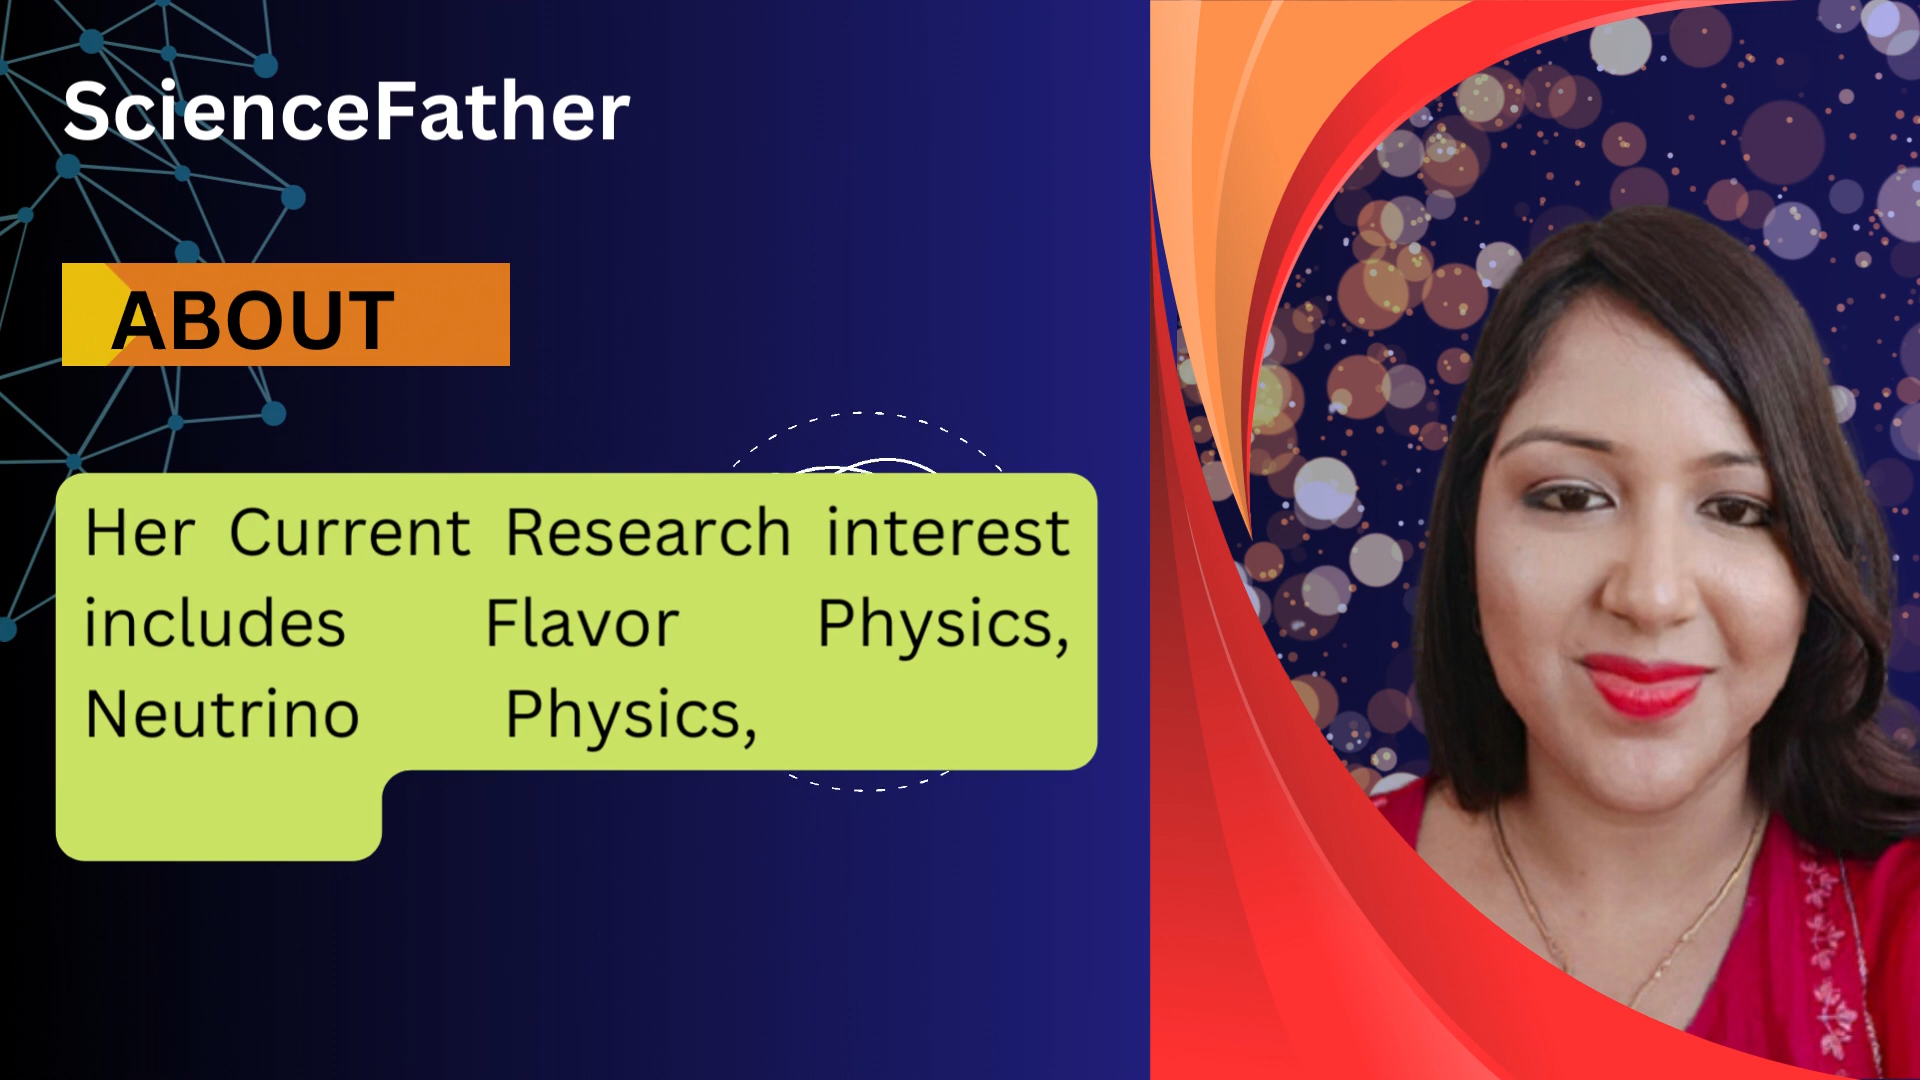 ScienceFather
ABOUT
Her Current Research interest
includes Flavor Physics,
Neutrino Physics,